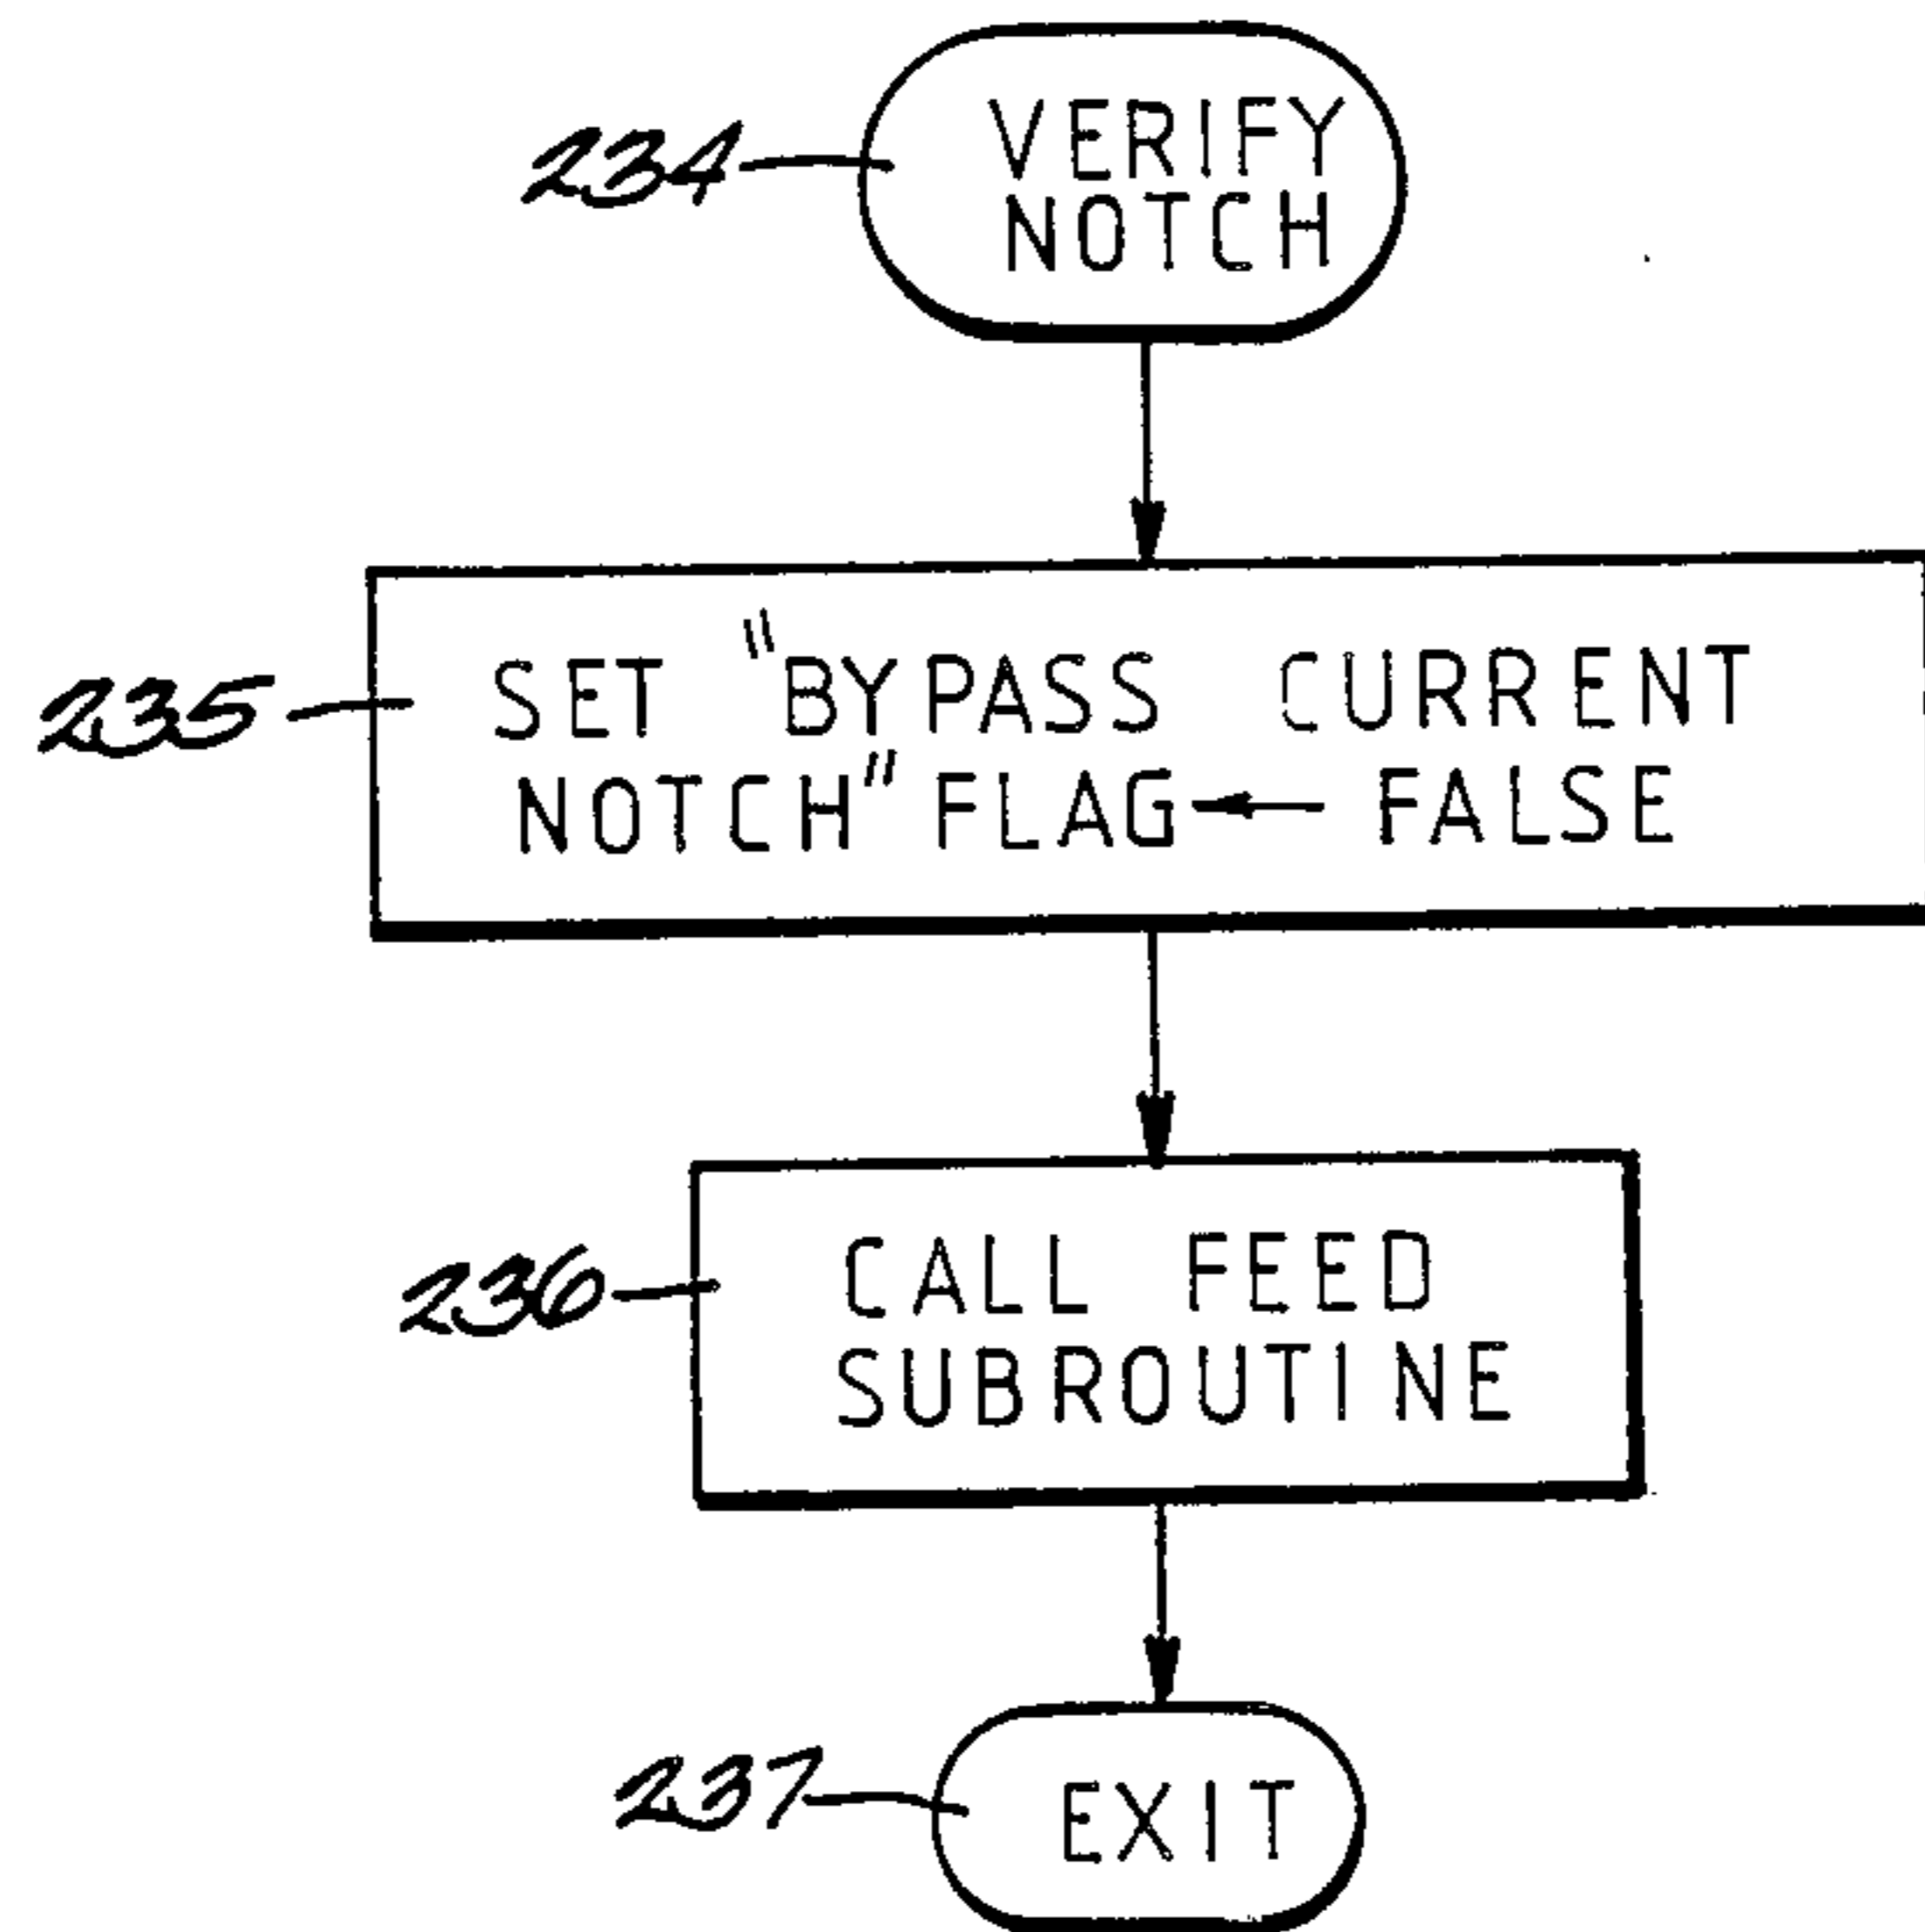 234
VERIFY
NOTCH
235
SET "BYPASS CURRENT
NOTCH" FLAG ← FALSE
236
CALL FEED
SUBROUTINE
237
EXIT